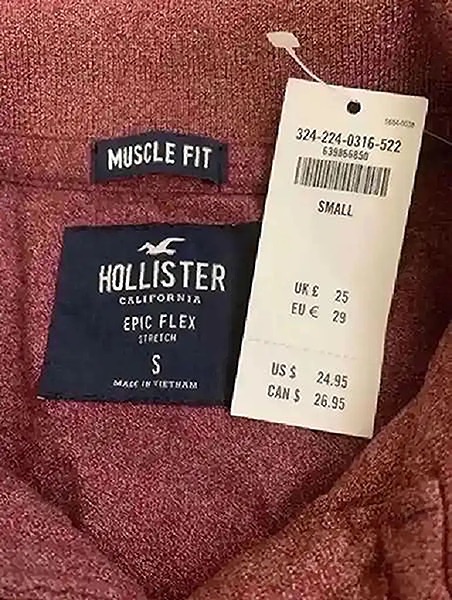 MUSCLE FIT
HOLLISTER
CALIFORNIA
EPIC FLEX
STRETCH
S
MADE IN VIETNAM
324-224-0316-522
639866850
SMALL
UK £ 25
EU € 29
US $ 24.95
CAN $ 26.95